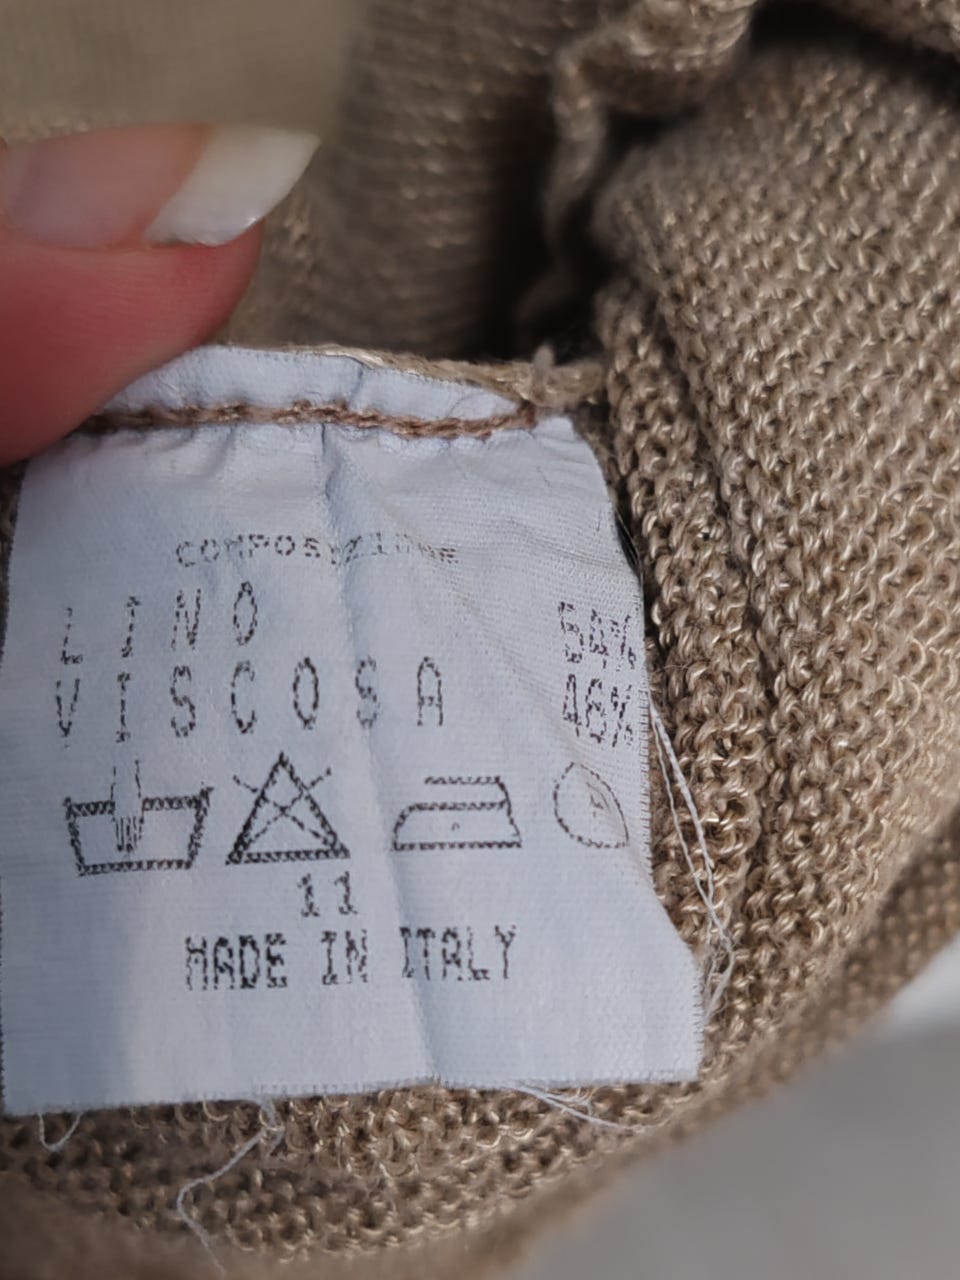 COMPOSIZIONE
LINO 54%
VISCOSA 46%
11
MADE IN ITALY